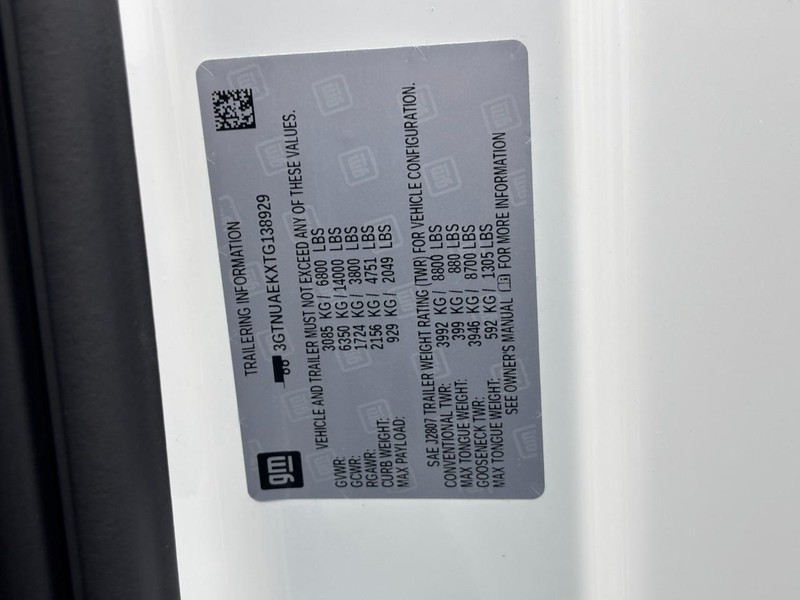 gm
TRAILERING INFORMATION
3GTNUAEKXTG138929
VEHICLE AND TRAILER MUST NOT EXCEED ANY OF THESE VALUES.
GVWR: 3085 KG / 6800 LBS
GCWR: 6350 KG /14000 LBS
RGAWR: 1724 KG / 3800 LBS
CURB WEIGHT: 2156 KG / 4751 LBS
MAX PAYLOAD: 929 KG / 2049 LBS
SAE J2807 TRAILER WEIGHT RATING (TWR) FOR VEHICLE CONFIGURATION.
CONVENTIONAL TWR: 3992 KG / 8800 LBS
MAX TONGUE WEIGHT: 399 KG / 880 LBS
GOOSENECK TWR: 3946 KG / 8700 LBS
MAX TONGUE WEIGHT: 592 KG / 1305 LBS
SEE OWNER'S MANUAL FOR MORE INFORMATION